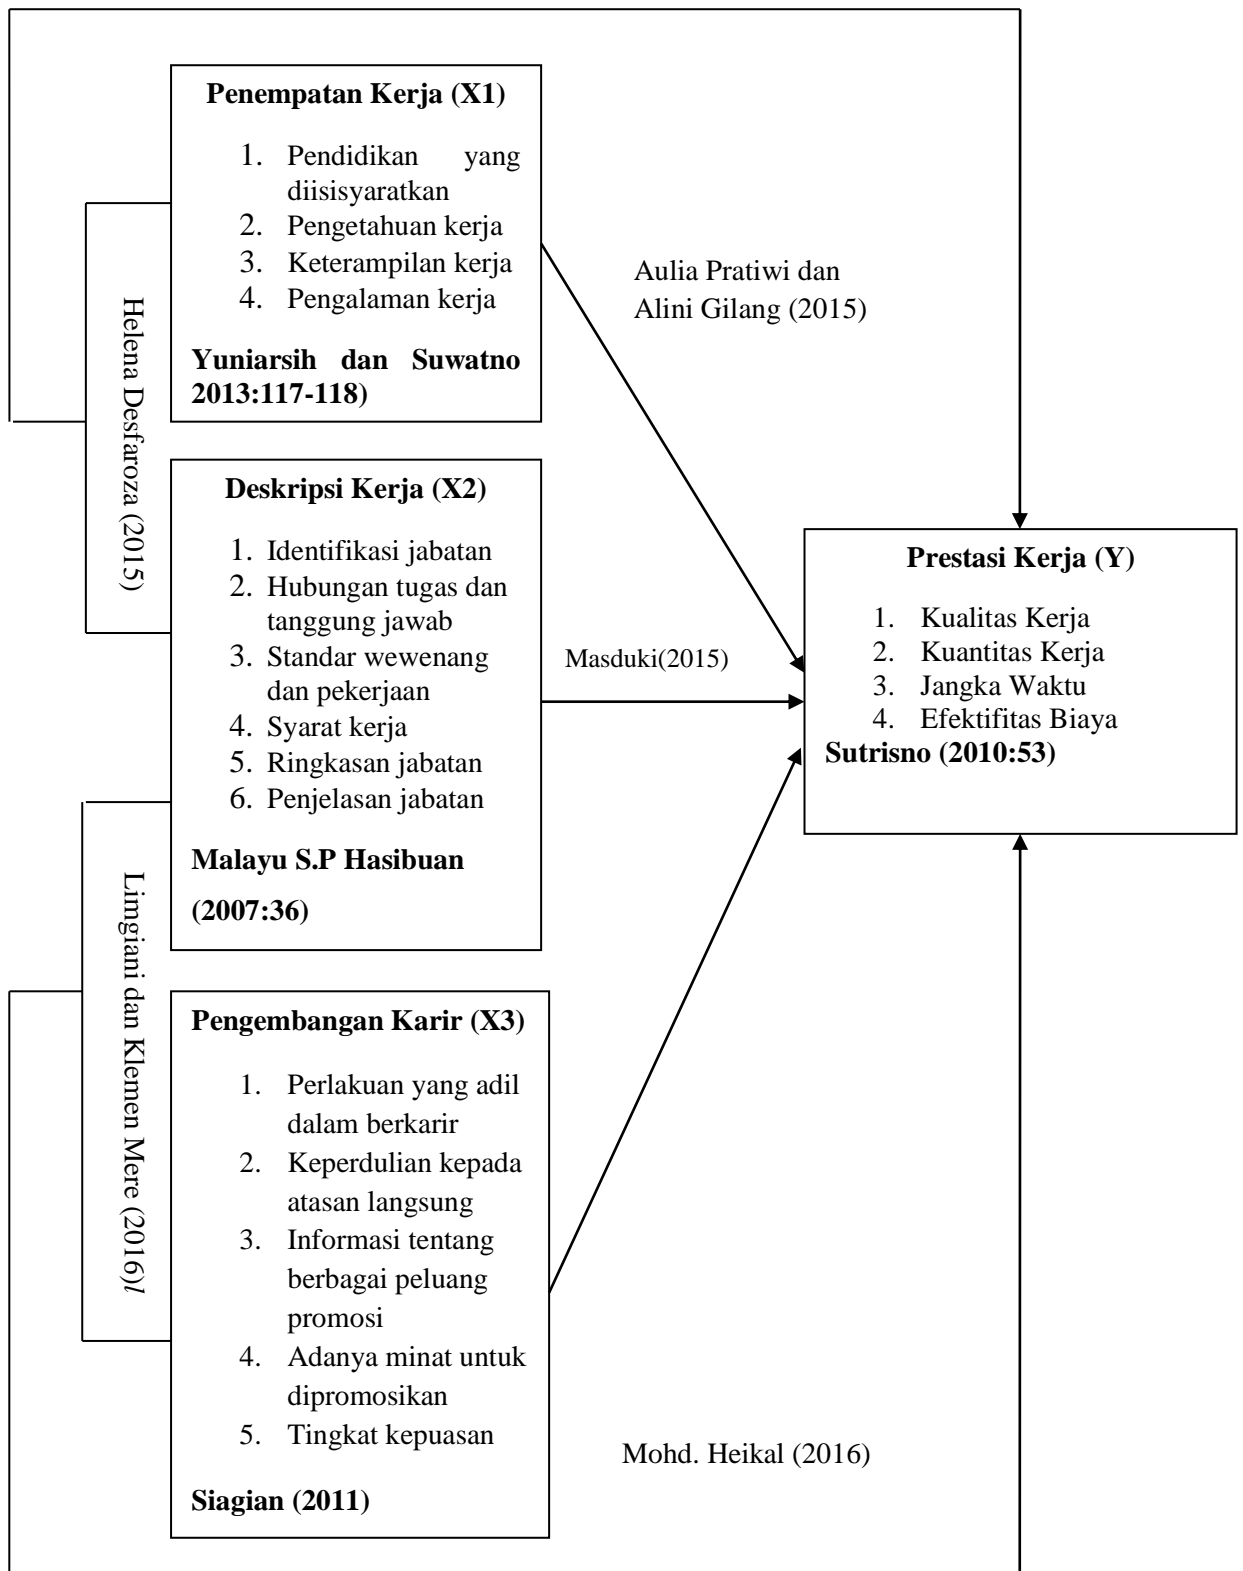 Penempatan Kerja (X1)
1. Pendidikan yang
diisisyaratkan
2. Pengetahuan kerja
3. Keterampilan kerja
4. Pengalaman kerja
Yuniarsih dan Suwatno
2013:117-118)
Helena Desfaroza (2015)
Aulia Pratiwi dan
Alini Gilang (2015)
Deskripsi Kerja (X2)
1. Identifikasi jabatan
2. Hubungan tugas dan
tanggung jawab
3. Standar wewenang
dan pekerjaan
4. Syarat kerja
5. Ringkasan jabatan
6. Penjelasan jabatan
Malayu S.P Hasibuan
(2007:36)
Masduki(2015)
Prestasi Kerja (Y)
1. Kualitas Kerja
2. Kuantitas Kerja
3. Jangka Waktu
4. Efektifitas Biaya
Sutrisno (2010:53)
Limgiani dan Klemen Mere (2016)l
Pengembangan Karir (X3)
1. Perlakuan yang adil
dalam berkarir
2. Keperdulian kepada
atasan langsung
3. Informasi tentang
berbagai peluang
promosi
4. Adanya minat untuk
dipromosikan
5. Tingkat kepuasan
Siagian (2011)
Mohd. Heikal (2016)